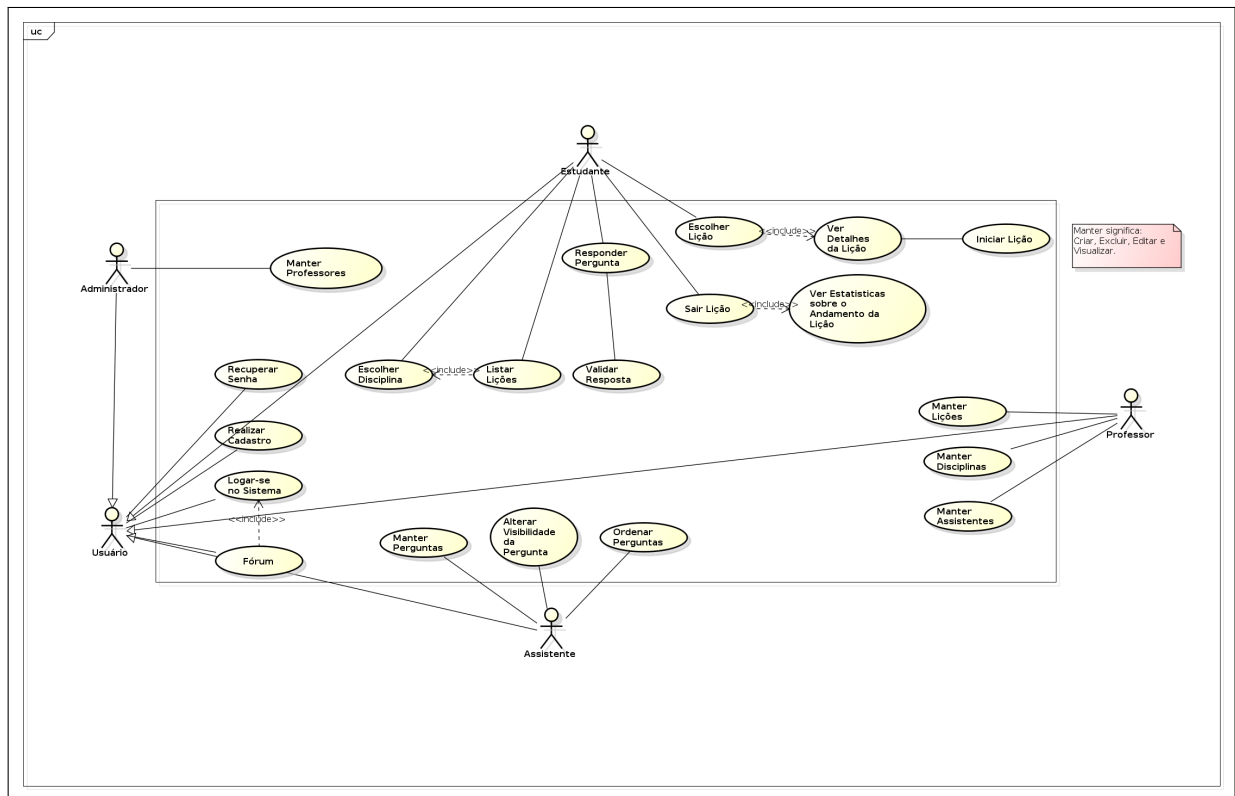 uc
Estudante
Escolher
Lição
<<include>>
Ver
Detalhes
da Lição
Iniciar Lição
Manter significa:
Criar, Excluir, Editar e
Visualizar.
Administrador
Manter
Professores
Responder
Pergunta
Sair Lição
<<include>>
Ver Estatisticas
sobre o
Andamento da
Lição
Recuperar
Senha
Escolher
Disciplina
<<include>>
Listar
Lições
Validar
Resposta
Manter
Lições
Professor
Realizar
Cadastro
Manter
Disciplinas
Logar-se
no Sistema
<<include>>
Manter
Assistentes
Usuário
Fórum
Manter
Perguntas
Alterar
Visibilidade
da
Pergunta
Ordenar
Perguntas
Assistente